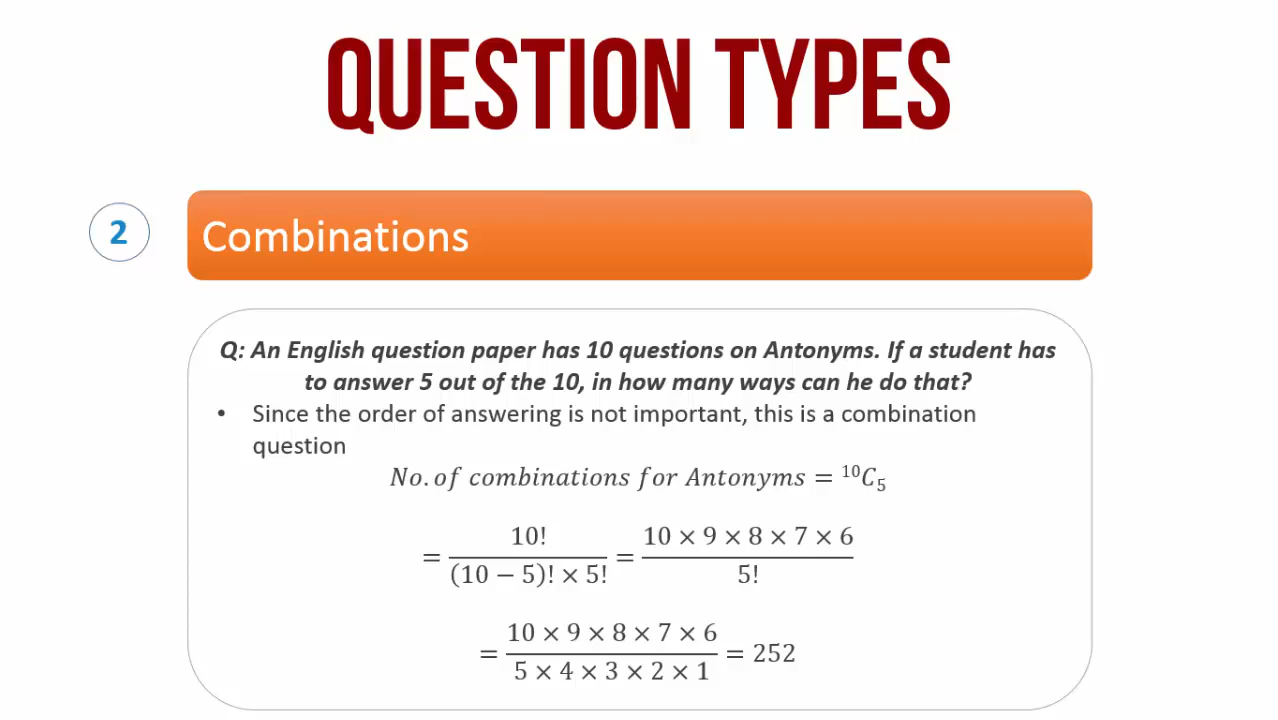 QUESTION TYPES
2
Combinations
Q: An English question paper has 10 questions on Antonyms. If a student has
to answer 5 out of the 10, in how many ways can he do that?
• Since the order of answering is not important, this is a combination
question
No. of combinations for Antonyms = ¹⁰C₅
= 10! / (10 − 5)! × 5! = 10 × 9 × 8 × 7 × 6 / 5!
= 10 × 9 × 8 × 7 × 6 / 5 × 4 × 3 × 2 × 1 = 252